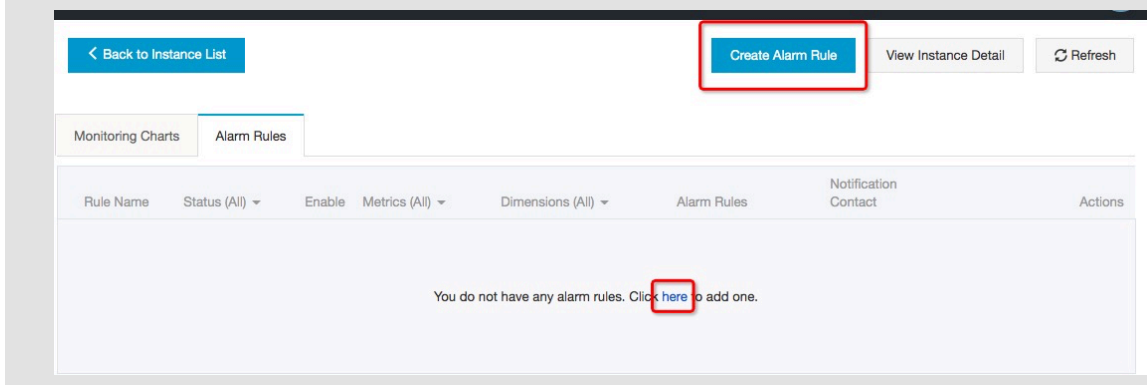 Back to Instance List
Create Alarm Rule
View Instance Detail
Refresh
Monitoring Charts
Alarm Rules
Rule Name
Status (All)
Enable
Metrics (All)
Dimensions (All)
Alarm Rules
Notification
Contact
Actions
You do not have any alarm rules. Click here to add one.